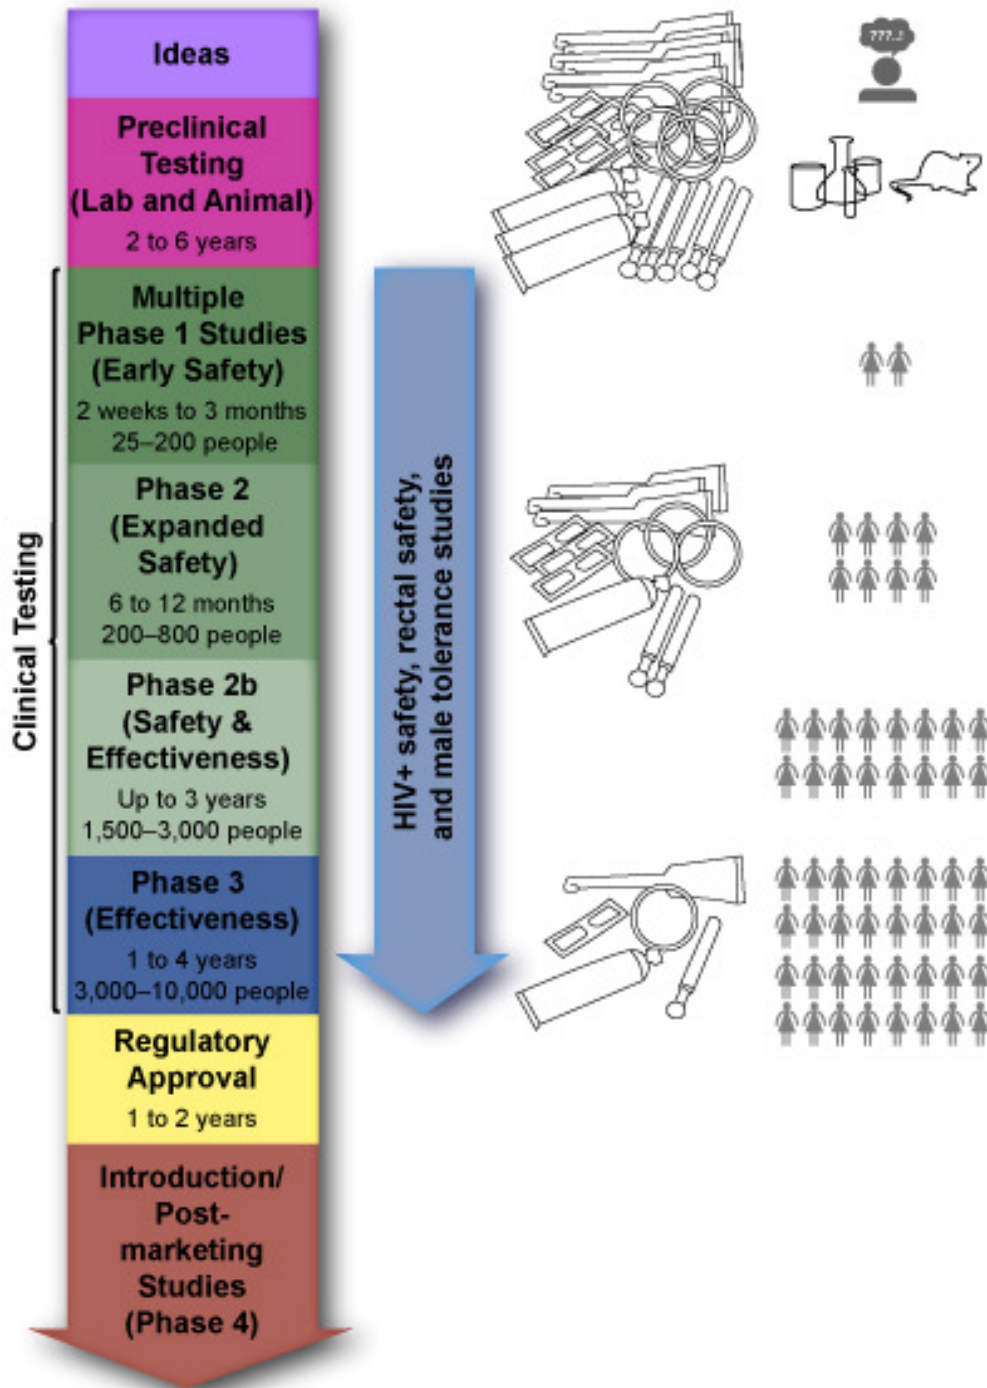 Ideas
Preclinical
Testing
(Lab and Animal)
2 to 6 years
Multiple
Phase 1 Studies
(Early Safety)
2 weeks to 3 months
25–200 people
Phase 2
(Expanded
Safety)
6 to 12 months
200–800 people
Phase 2b
(Safety &
Effectiveness)
Up to 3 years
1,500–3,000 people
Phase 3
(Effectiveness)
1 to 4 years
3,000–10,000 people
Regulatory
Approval
1 to 2 years
Introduction/
Post-
marketing
Studies
(Phase 4)
Clinical Testing
HIV+ safety, rectal safety,
and male tolerance studies